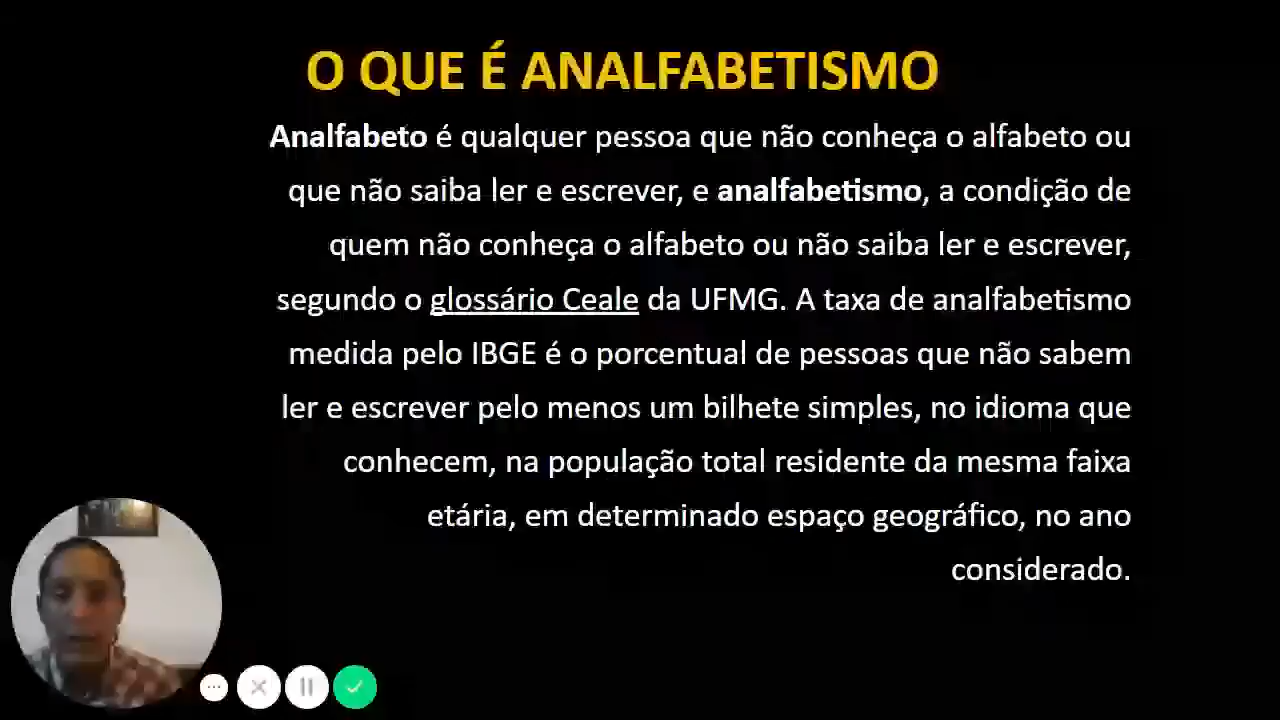 O QUE É ANALFABETISMO
Analfabeto é qualquer pessoa que não conheça o alfabeto ou
que não saiba ler e escrever, e analfabetismo, a condição de
quem não conheça o alfabeto ou não saiba ler e escrever,
segundo o glossário Ceale da UFMG. A taxa de analfabetismo
medida pelo IBGE é o porcentual de pessoas que não sabem
ler e escrever pelo menos um bilhete simples, no idioma que
conhecem, na população total residente da mesma faixa
etária, em determinado espaço geográfico, no ano
considerado.